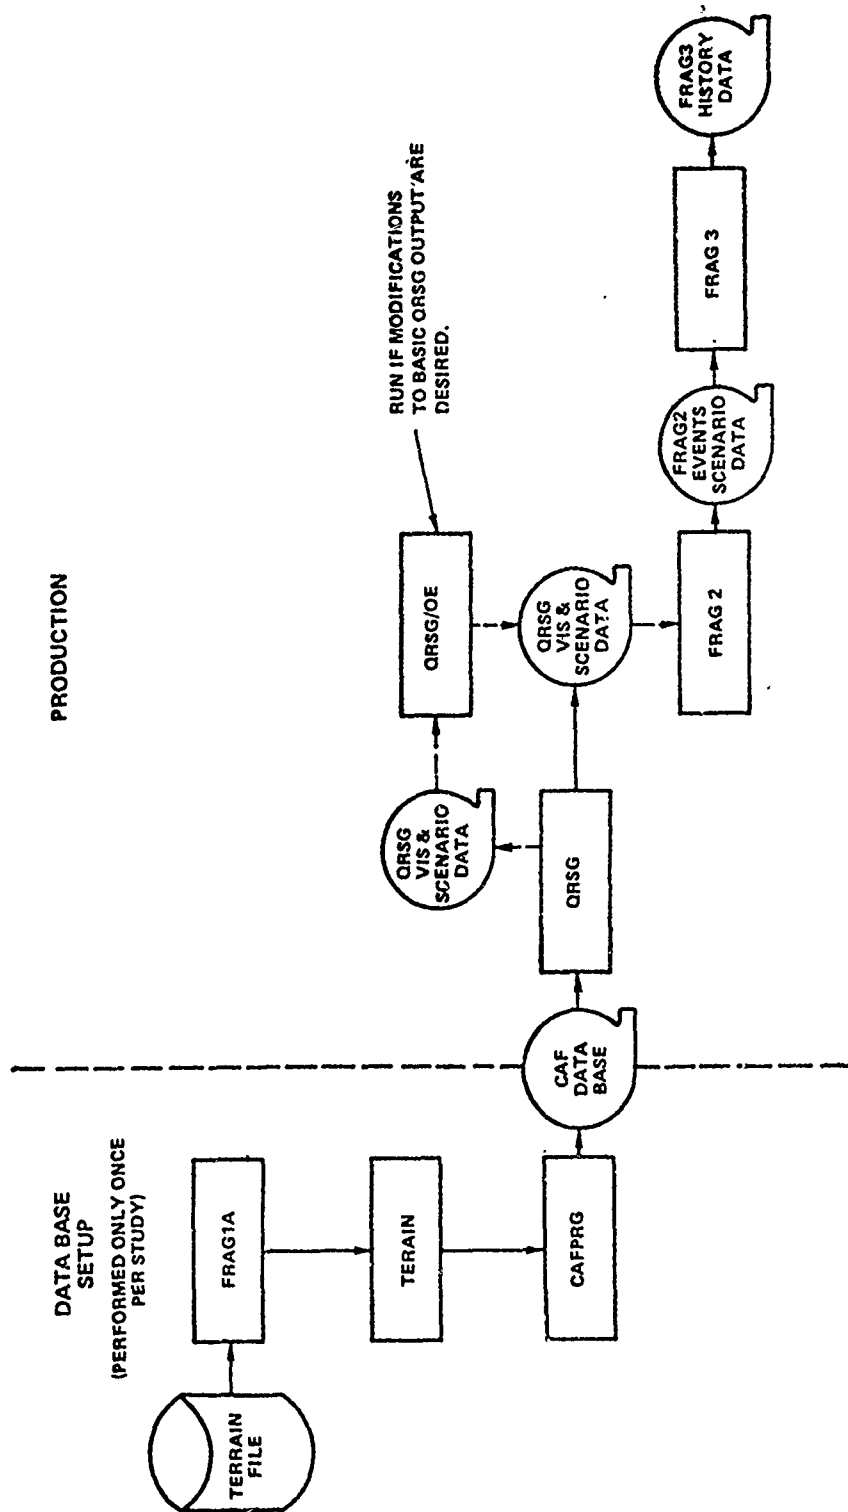 DATA BASE
SETUP
(PERFORMED ONLY ONCE
PER STUDY)
TERRAIN
FILE
FRAG1A
TERAIN
CAFPRG
CAF
DATA
BASE
PRODUCTION
QRSG
QRSG
VIS &
SCENARIO
DATA
QRSG/OE
RUN IF MODIFICATIONS
TO BASIC QRSG OUTPUT ARE
DESIRED.
QRSG
VIS &
SCENARIO
DATA
FRAG 2
FRAG2
EVENTS
SCENARIO
DATA
FRAG 3
FRAG3
HISTORY
DATA